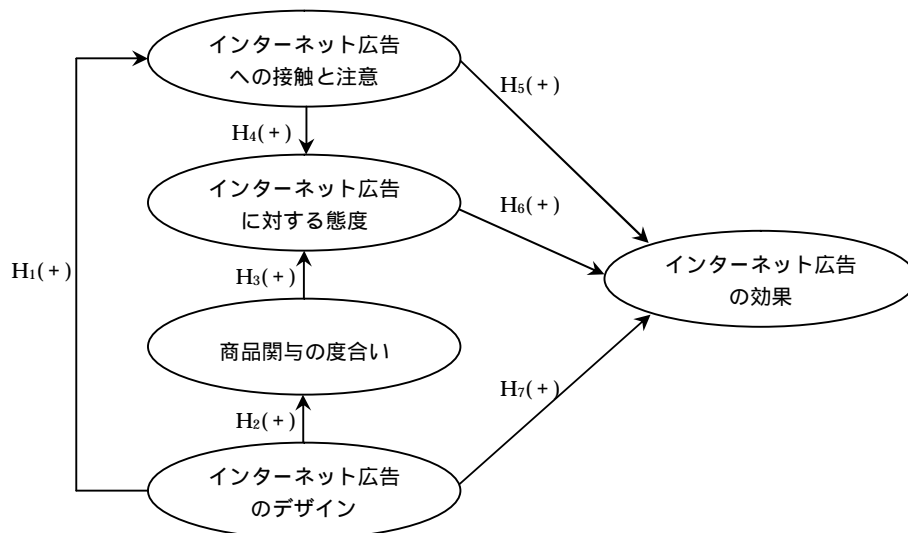 インターネット広告
への接触と注意
H₅(+)
H₄(+)
インターネット広告
に対する態度
H₆(+)
H₁(+)
H₃(+)
インターネット広告
の効果
商品関与の度合い
H₇(+)
H₂(+)
インターネット広告
のデザイン